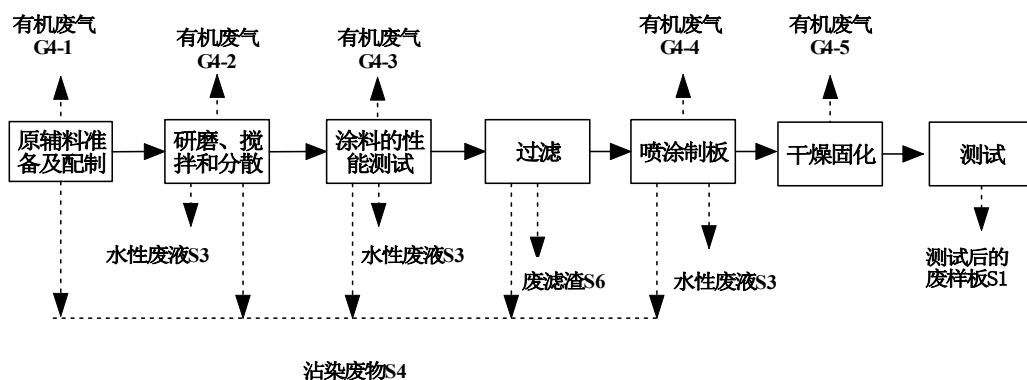 有机废气
G4-1
有机废气
G4-2
有机废气
G4-3
有机废气
G4-4
有机废气
G4-5
原辅料准
备及配制
研磨、搅
拌和分散
涂料的性
能测试
过滤
喷涂制板
干燥固化
测试
水性废液S3
水性废液S3
废滤渣S6
水性废液S3
测试后的
废样板S1
沾染废物S4